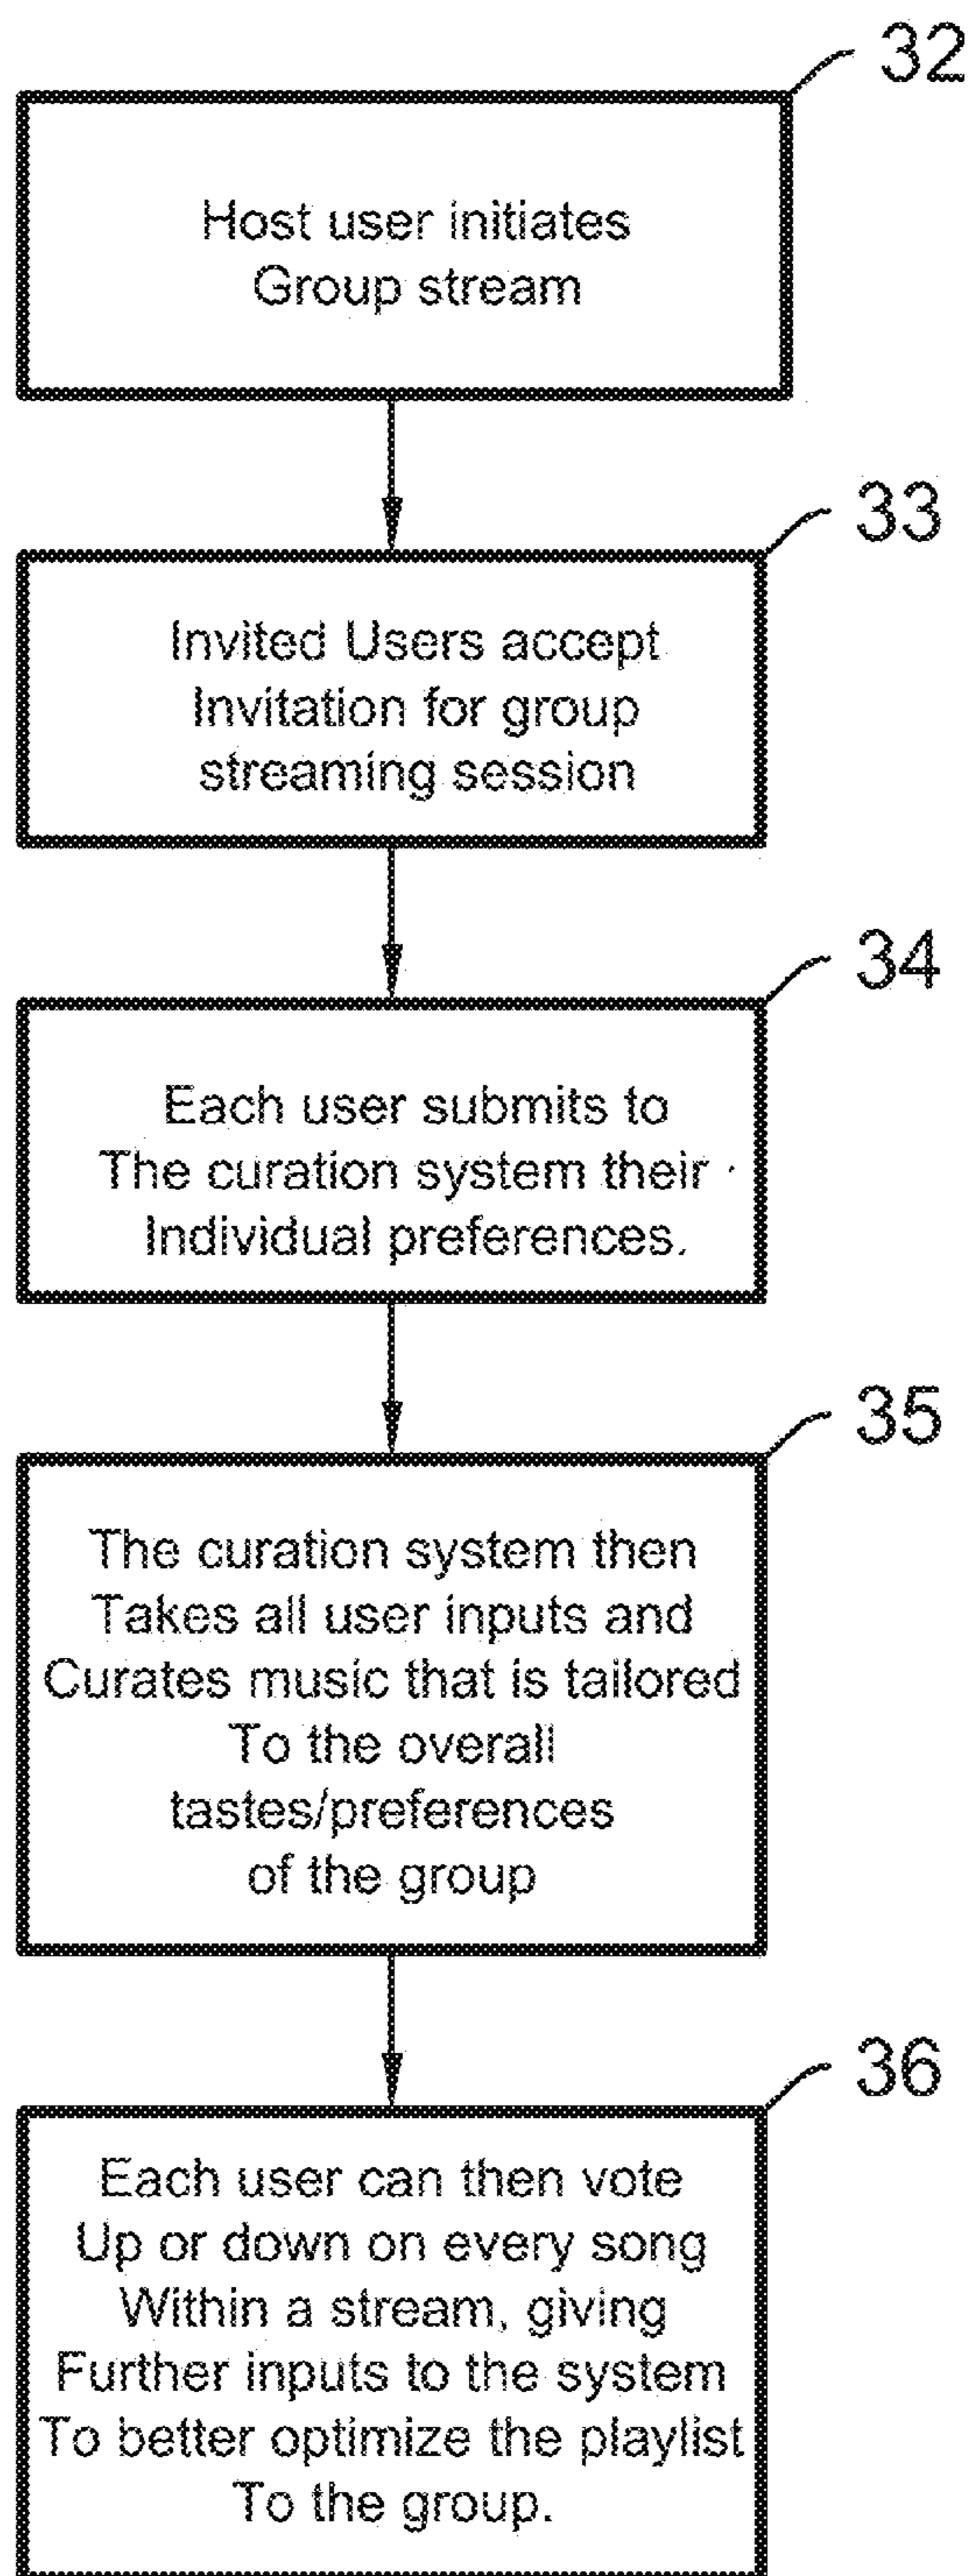 32
Host user initiates
Group stream
33
Invited Users accept
Invitation for group
streaming session
34
Each user submits to
The curation system their
Individual preferences.
35
The curation system then
Takes all user inputs and
Curates music that is tailored
To the overall
tastes/preferences
of the group
36
Each user can then vote
Up or down on every song
Within a stream, giving
Further inputs to the system
To better optimize the playlist
To the group.